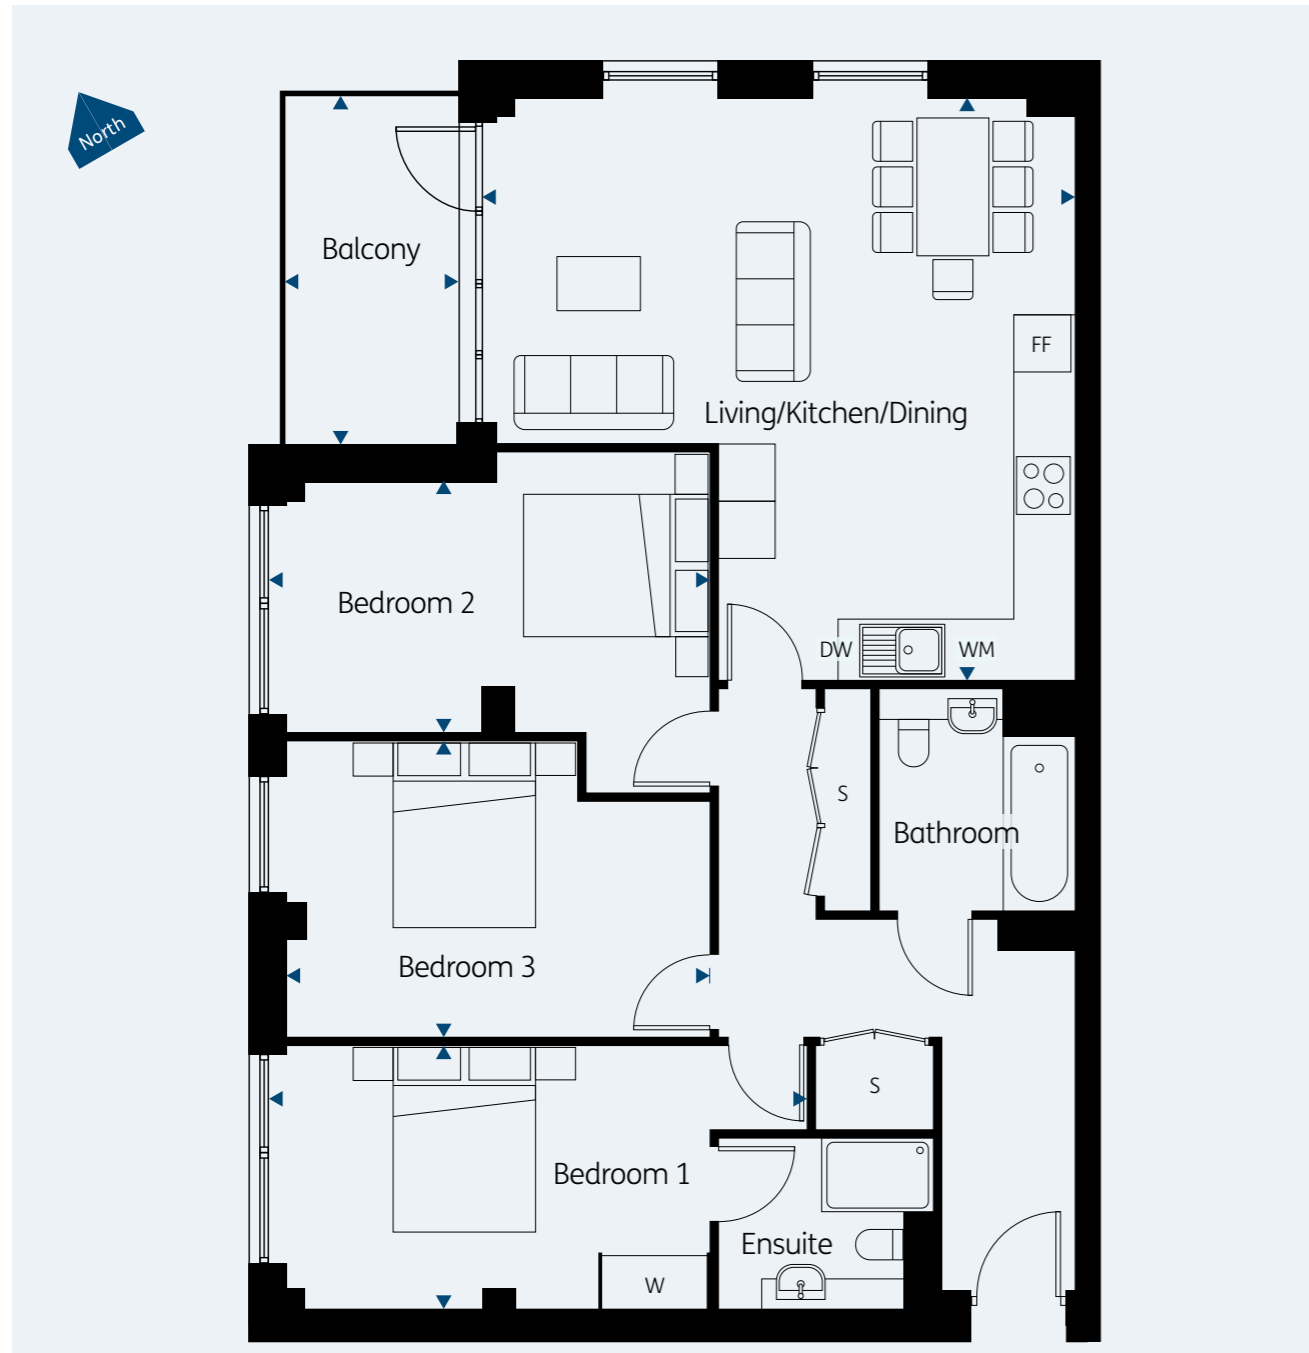 North
Balcony
FF
Living/Kitchen/Dining
Bedroom 2
DW
WM
S
Bathroom
Bedroom 3
S
Bedroom 1
Ensuite
W